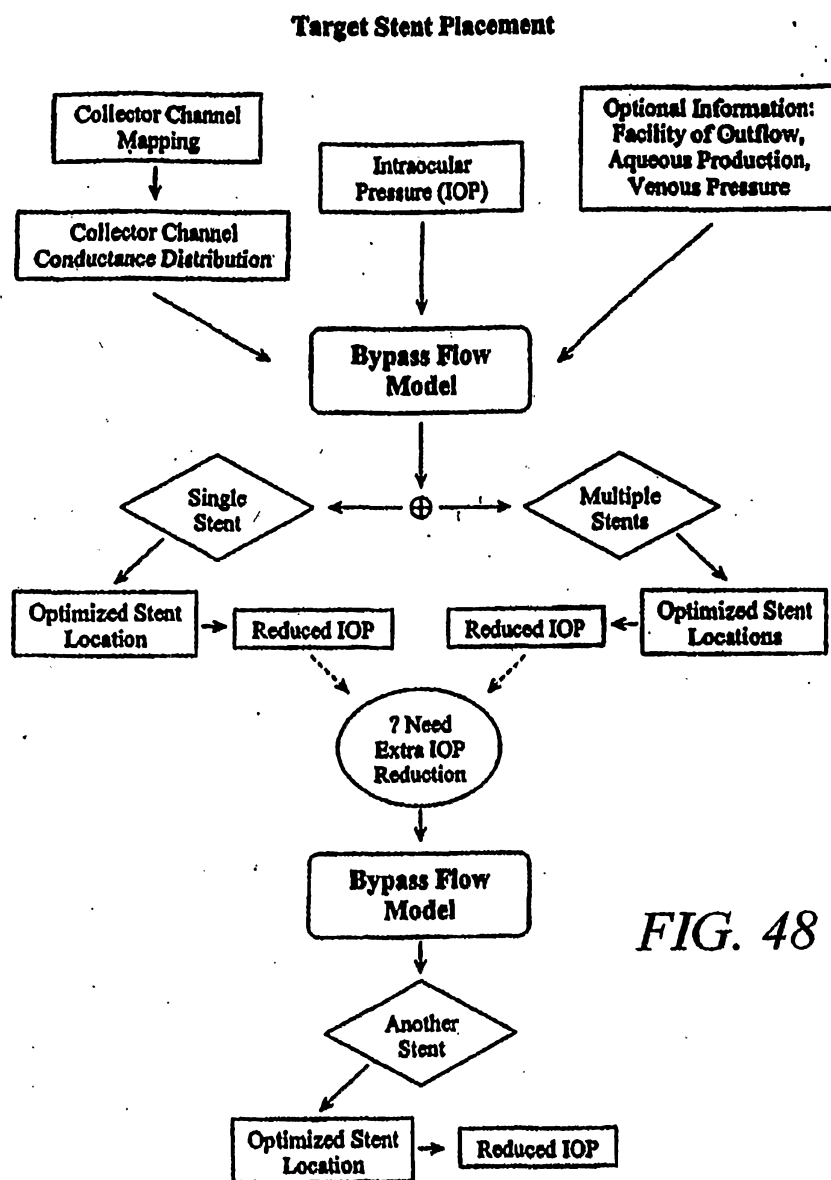 Target Stent Placement
Collector Channel
Mapping
Collector Channel
Conductance Distribution
Intraocular
Pressure (IOP)
Optional Information:
Facility of Outflow,
Aqueous Production,
Venous Pressure
Bypass Flow
Model
Single
Stent
Multiple
Stents
Optimized Stent
Location
Reduced IOP
Reduced IOP
Optimized Stent
Locations
? Need
Extra IOP
Reduction
Bypass Flow
Model
FIG. 48
Another
Stent
Optimized Stent
Location
Reduced IOP